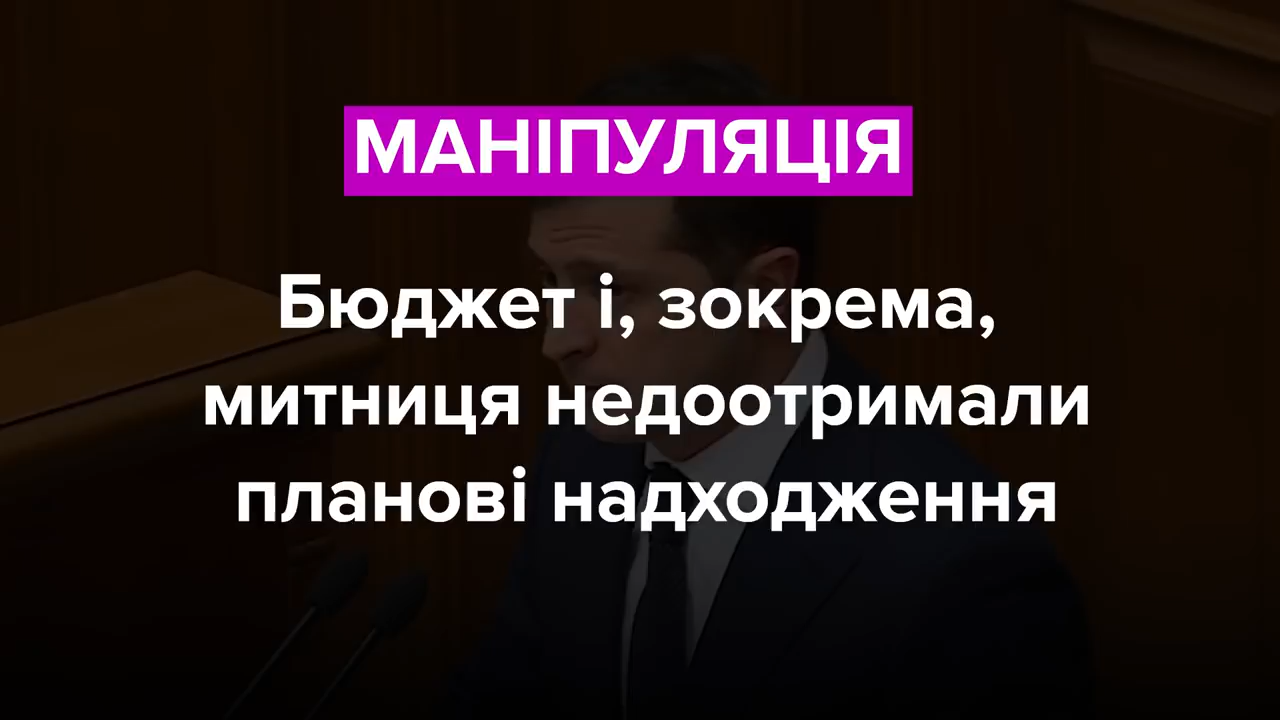 МАНІПУЛЯЦІЯ
Бюджет і, зокрема,
митниця недоотримали
планові надходження